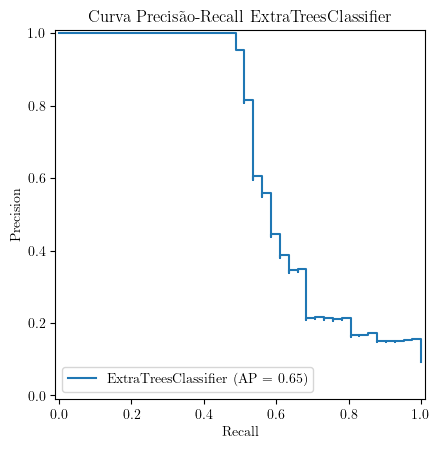 Curva Precisão-Recall ExtraTreesClassifier
1.0
0.8
0.6
0.4
0.2
0.0
Precision
ExtraTreesClassifier (AP = 0.65)
0.0 0.2 0.4 0.6 0.8 1.0
Recall